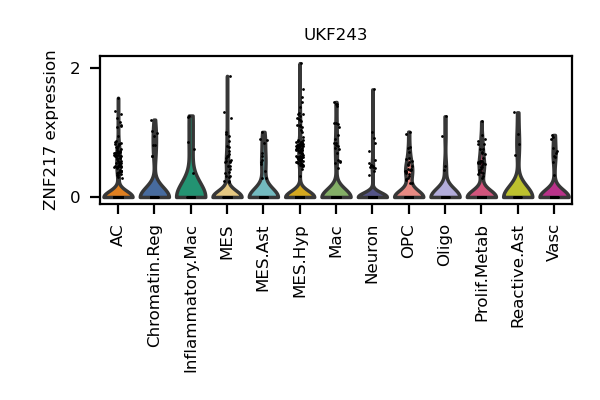 UKF243
ZNF217 expression
2
0
AC
Chromatin.Reg
Inflammatory.Mac
MES
MES.Ast
MES.Hyp
Mac
Neuron
OPC
Oligo
Prolif.Metab
Reactive.Ast
Vasc